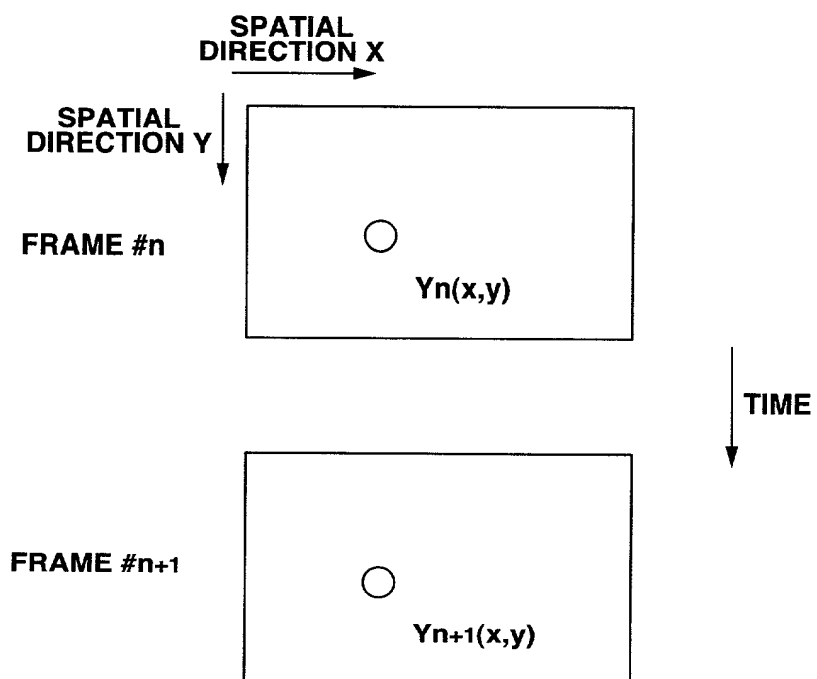 SPATIAL
DIRECTION X
SPATIAL
DIRECTION Y
FRAME #n
Yn(x,y)
TIME
FRAME #n+1
Yn+1(x,y)